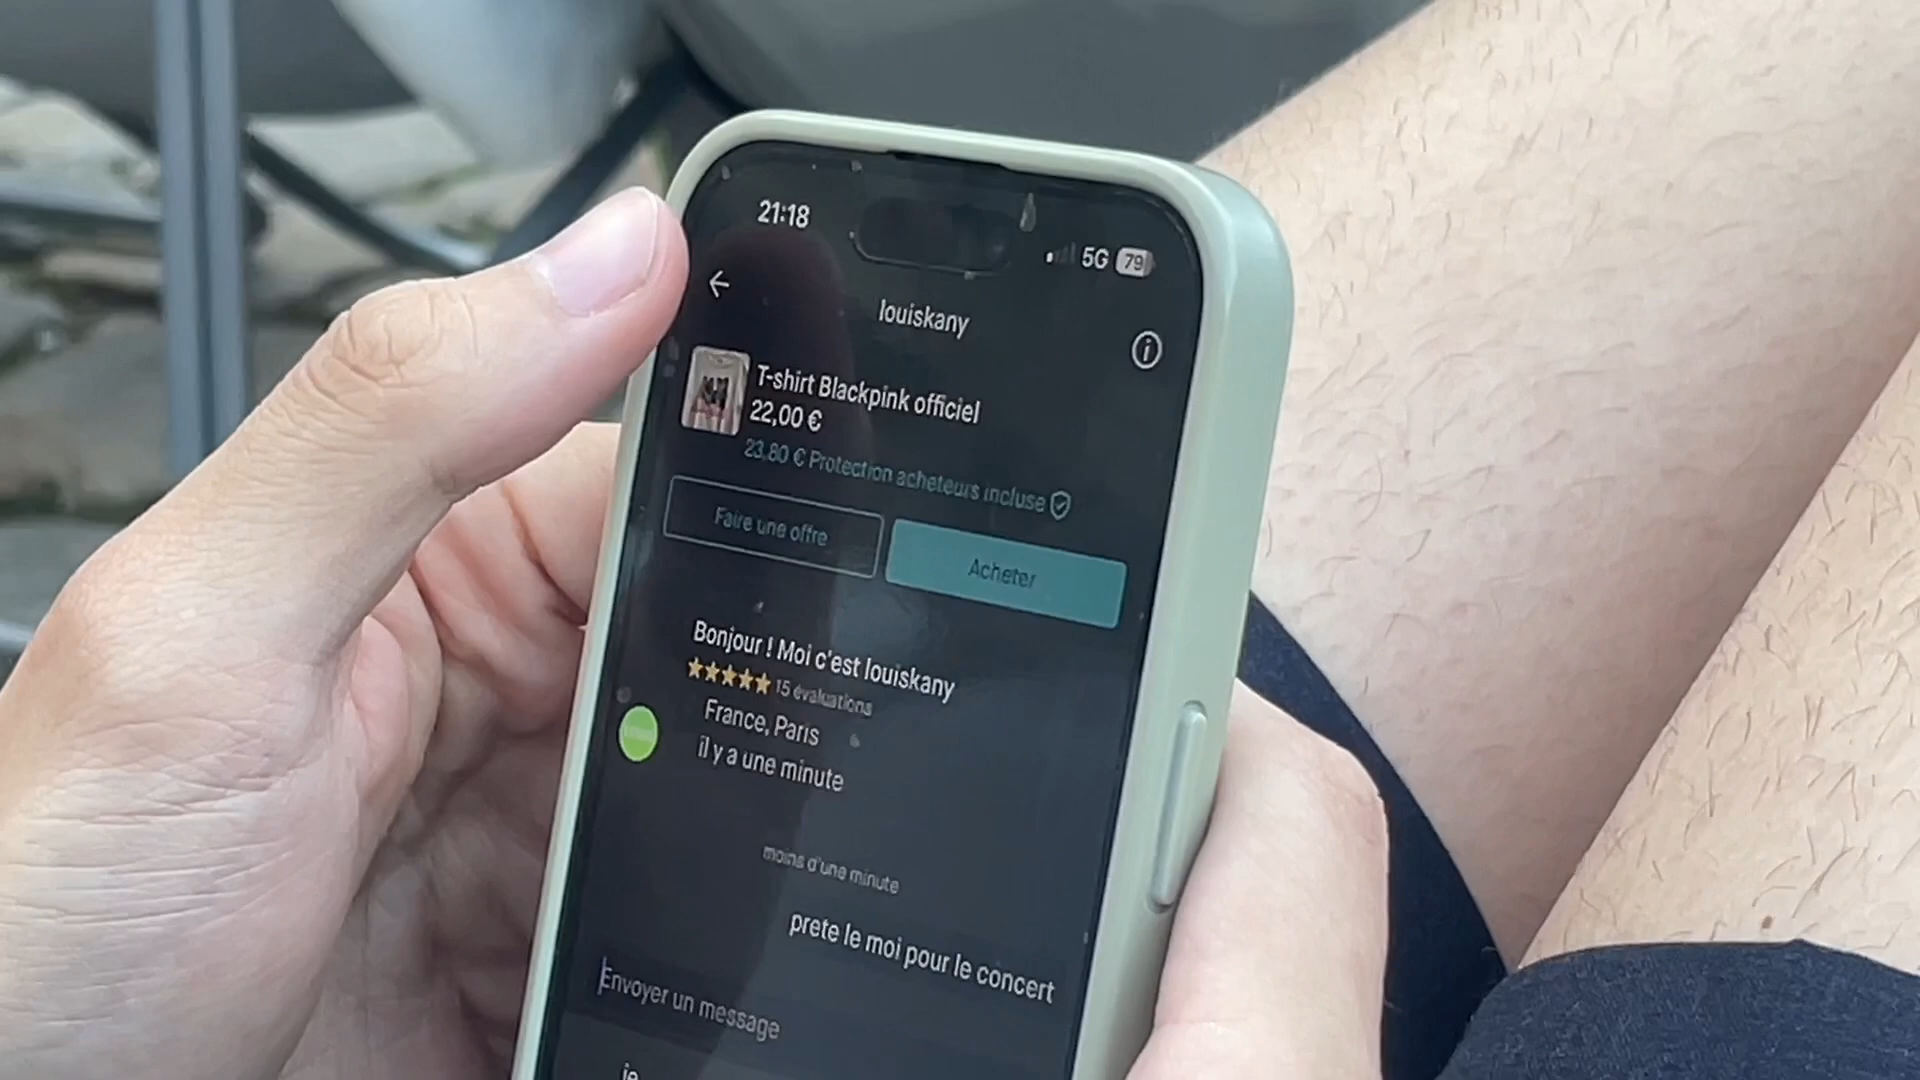 21:18
5G 79
louiskany
T-shirt Blackpink officiel
22,00 €
23,80 € Protection acheteurs incluse
Faire une offre
Acheter
Bonjour ! Moi c'est louiskany
15 évaluations
France, Paris
il y a une minute
moins d'une minute
prete le moi pour le concert
Envoyer un message
je